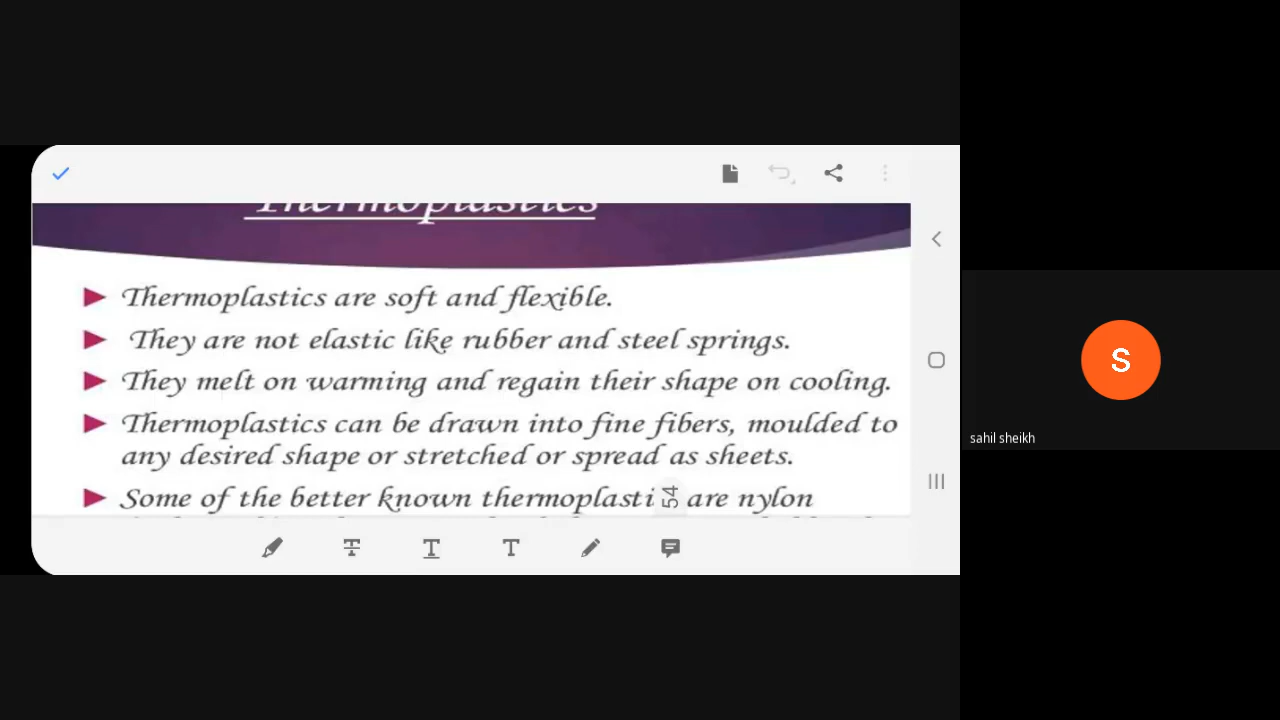 Thermoplastics
Thermoplastics are soft and flexible.
They are not elastic like rubber and steel springs.
They melt on warming and regain their shape on cooling.
Thermoplastics can be drawn into fine fibers, moulded to
any desired shape or stretched or spread as sheets.
Some of the better known thermoplasti 54 are nylon
S
sahil sheikh